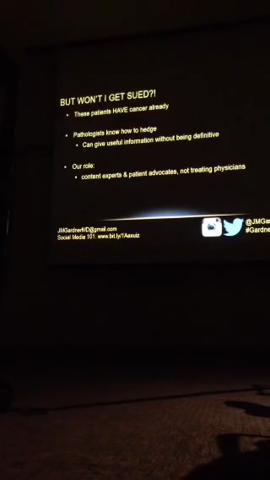 BUT WON'T I GET SUED?!
• These patients HAVE cancer already
• Pathologists know how to hedge
• Can give useful information without being definitive
• Our role:
• content experts & patient advocates, not treating physicians
JMGardnerMD@gmail.com
Social Media 101: www.bit.ly/1Aaxuiz
@JMGar
#Gardne